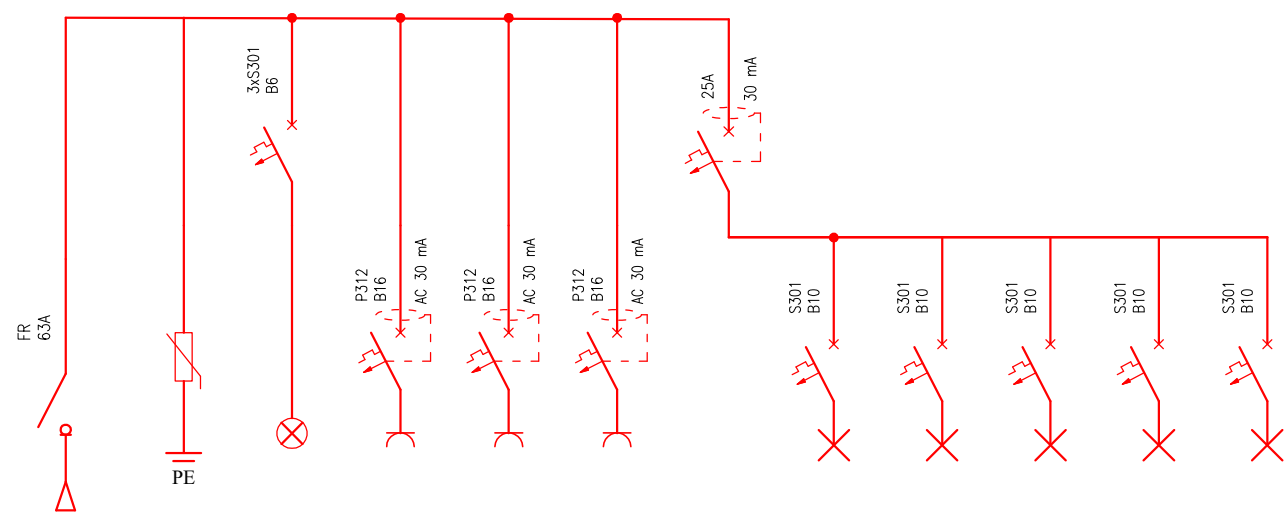 FR
63A
PE
3xS301
B6
P312
B16
AC 30 mA
P312
B16
AC 30 mA
P312
B16
AC 30 mA
25A
30 mA
S301
B10
S301
B10
S301
B10
S301
B10
S301
B10